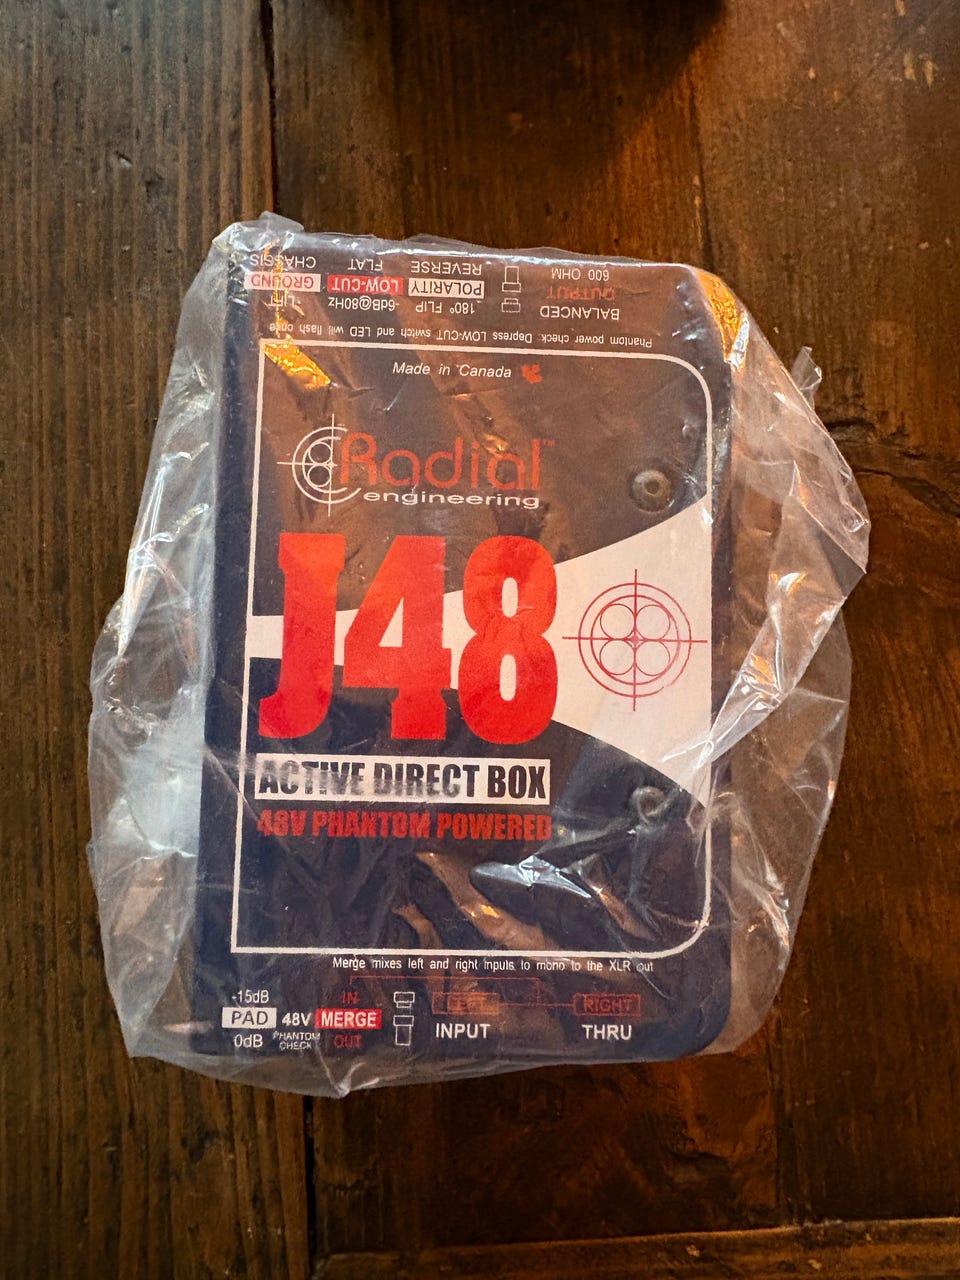 CHASSIS FLAT REVERSE
GROUND LOW-CUT POLARITY OUTPUT 600 OHM
LIFT -6dB@80Hz 180° FLIP BALANCED
Phantom power check: Depress LOW-CUT switch and LED will flash once
Made in Canada
Radial™
engineering
J48
ACTIVE DIRECT BOX
48V PHANTOM POWERED
Merge mixes left and right inputs to mono to the XLR out
-15dB IN LEFT RIGHT
PAD 48V MERGE INPUT THRU
0dB PHANTOM CHECK OUT